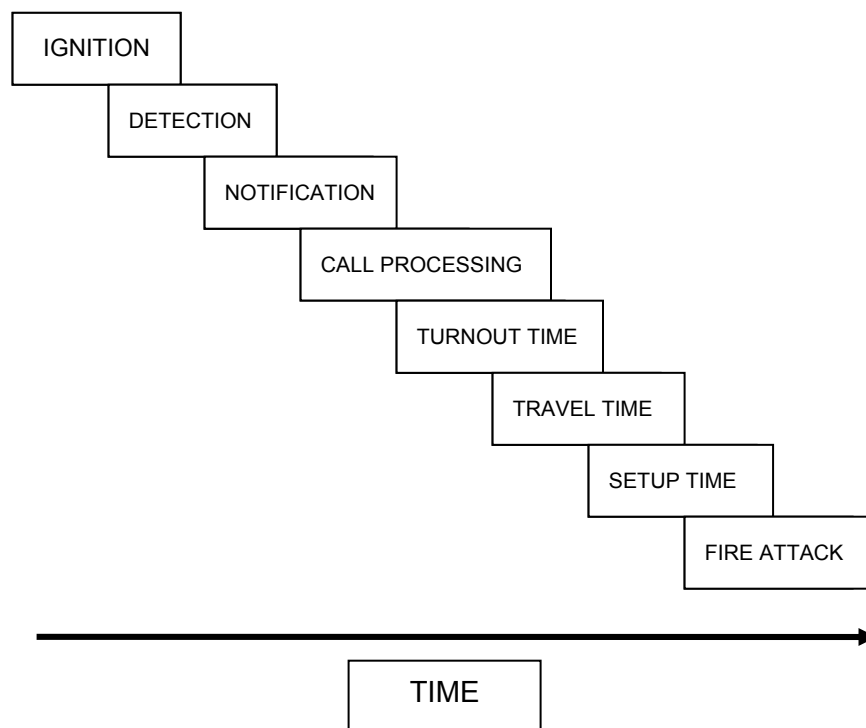 IGNITION
DETECTION
NOTIFICATION
CALL PROCESSING
TURNOUT TIME
TRAVEL TIME
SETUP TIME
FIRE ATTACK
TIME